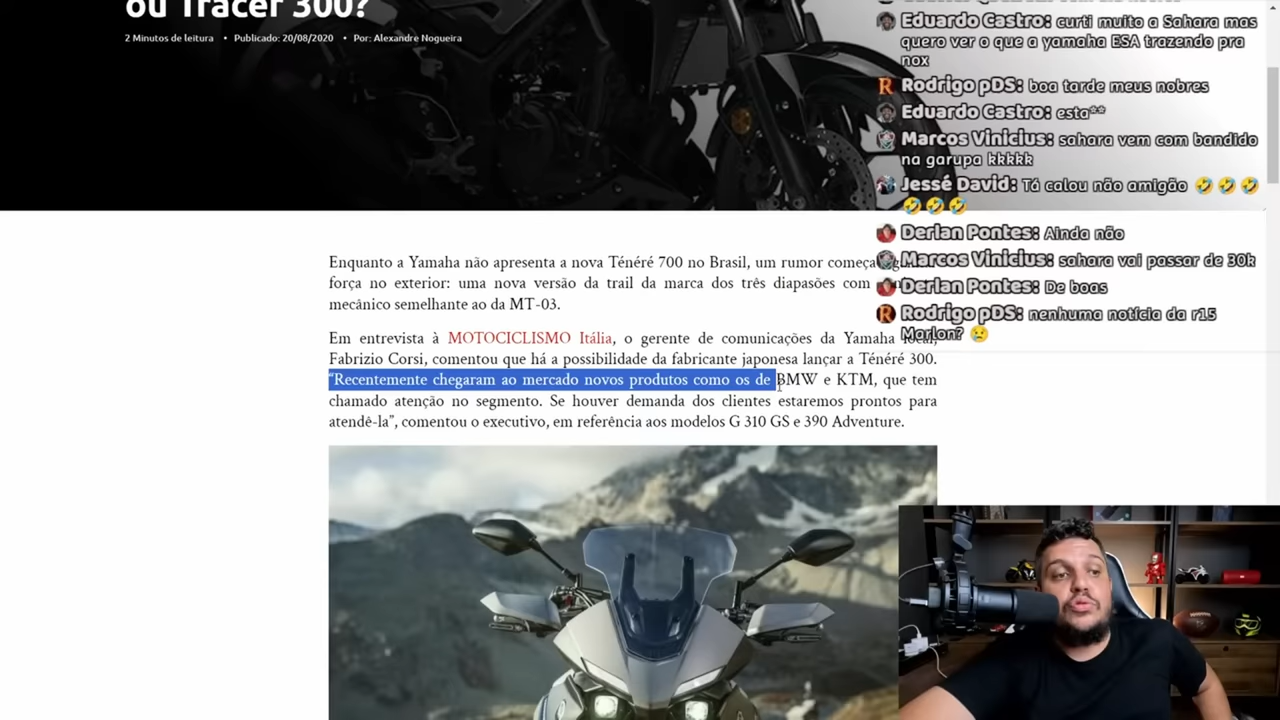 ou Tracer 300?
2 Minutos de leitura • Publicado: 20/08/2020 • Por: Alexandre Nogueira
Enquanto a Yamaha não apresenta a nova Ténéré 700 no Brasil, um rumor começa
força no exterior: uma nova versão da trail da marca dos três diapasões com
mecânico semelhante ao da MT-03.
Em entrevista à MOTOCICLISMO Itália, o gerente de comunicações da Yamaha local,
Fabrizio Corsi, comentou que há a possibilidade da fabricante japonesa lançar a Ténéré 300.
“Recentemente chegaram ao mercado novos produtos como os de BMW e KTM, que tem
chamado atenção no segmento. Se houver demanda dos clientes estaremos prontos para
atendê-la”, comentou o executivo, em referência aos modelos G 310 GS e 390 Adventure.
Eduardo Castro: curti muito a Sahara mas
quero ver o que a yamaha ESA trazendo pra
nox
Rodrigo pDS: boa tarde meus nobres
Eduardo Castro: esta**
Marcos Vinicius: sahara vem com bandido
na garupa kkkkk
Jessé David: Tá calou não amigão 🤣 🤣 🤣
🤣 🤣 🤣
Derlan Pontes: Ainda não
Marcos Vinicius: sahara vai passar de 30k
Derlan Pontes: De boas
Rodrigo pDS: nenhuma notícia da r15
Marlon? 😢